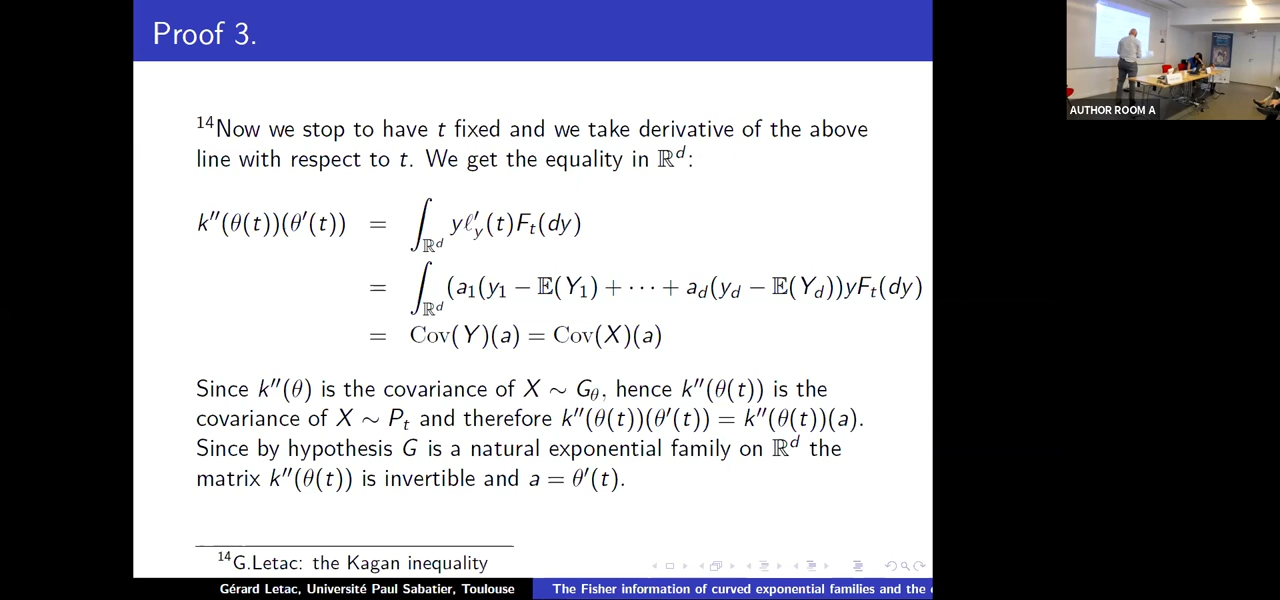 Proof 3.
AUTHOR ROOM A
¹⁴Now we stop to have t fixed and we take derivative of the above
line with respect to t. We get the equality in ℝᵈ:
k″(θ(t))(θ′(t)) = ∫_{ℝᵈ} yℓ′_y(t)F_t(dy)
= ∫_{ℝᵈ} (a₁(y₁ − 𝔼(Y₁) + ⋯ + a_d(y_d − 𝔼(Y_d))yF_t(dy)
= Cov(Y)(a) = Cov(X)(a)
Since k″(θ) is the covariance of X ∼ G_θ, hence k″(θ(t)) is the
covariance of X ∼ P_t and therefore k″(θ(t))(θ′(t)) = k″(θ(t))(a).
Since by hypothesis G is a natural exponential family on ℝᵈ the
matrix k″(θ(t)) is invertible and a = θ′(t).
¹⁴G.Letac: the Kagan inequality
Gérard Letac, Université Paul Sabatier, Toulouse
The Fisher information of curved exponential families and the